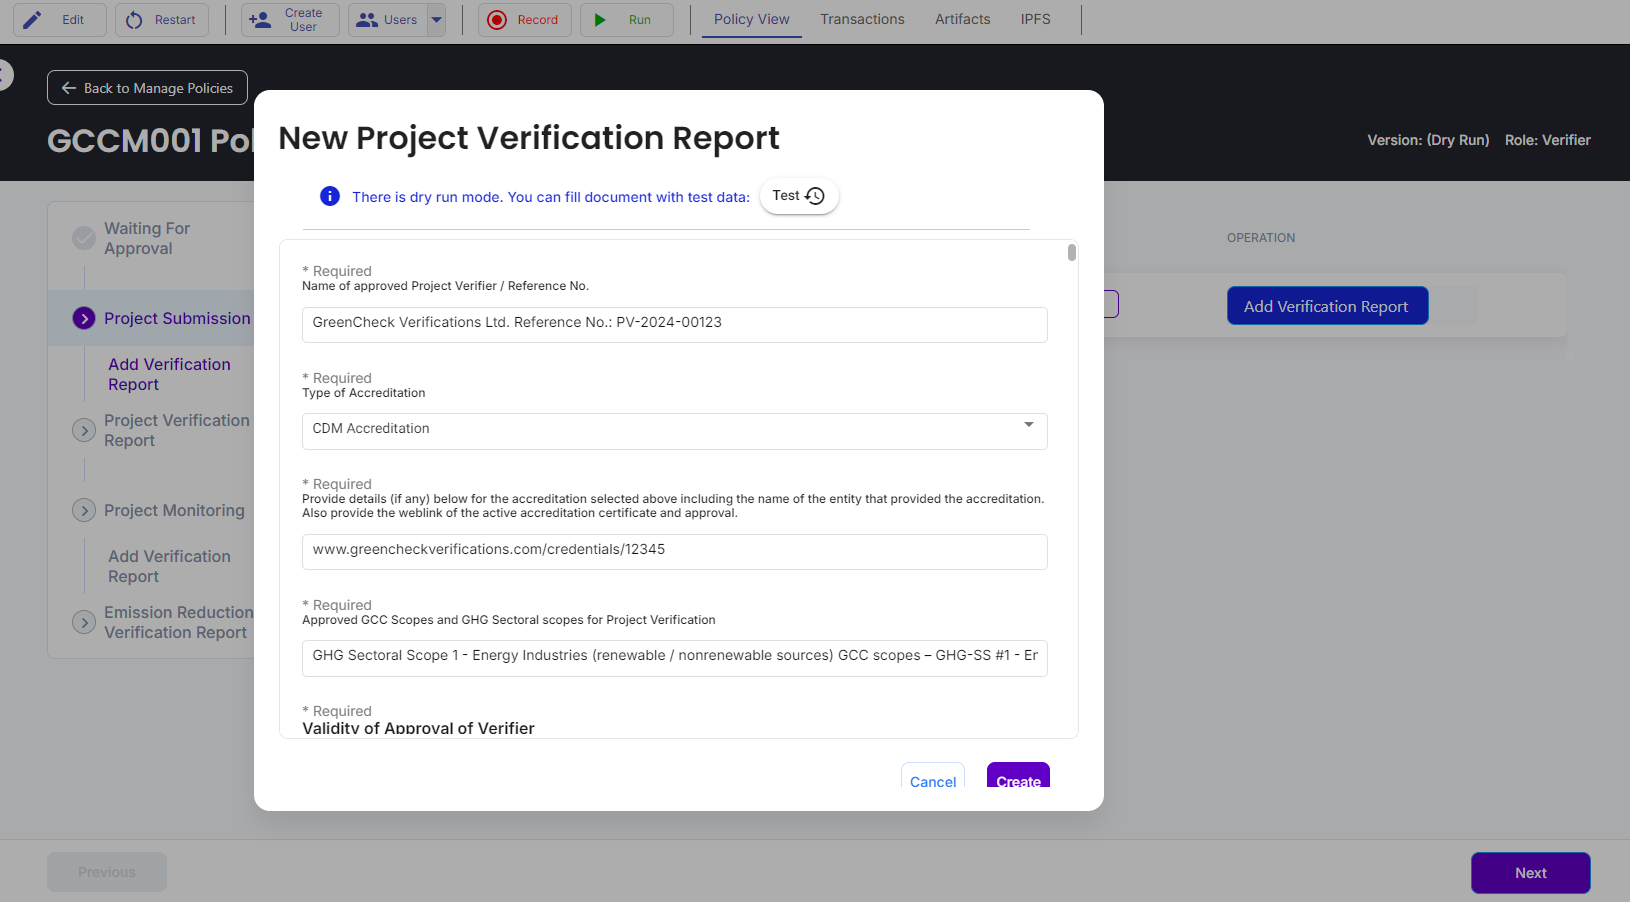 Edit
Restart
Create
User
Users
Record
Run
Policy View
Transactions
Artifacts
IPFS
Back to Manage Policies
GCCM001 Pol
Version: (Dry Run)
Role: Verifier
Waiting For
Approval
Project Submission
Add Verification
Report
Project Verification
Report
Project Monitoring
Add Verification
Report
Emission Reduction
Verification Report
New Project Verification Report
There is dry run mode. You can fill document with test data:
Test
* Required
Name of approved Project Verifier / Reference No.
GreenCheck Verifications Ltd. Reference No.: PV-2024-00123
* Required
Type of Accreditation
CDM Accreditation
* Required
Provide details (if any) below for the accreditation selected above including the name of the entity that provided the accreditation.
Also provide the weblink of the active accreditation certificate and approval.
www.greencheckverifications.com/credentials/12345
* Required
Approved GCC Scopes and GHG Sectoral scopes for Project Verification
GHG Sectoral Scope 1 - Energy Industries (renewable / nonrenewable sources) GCC scopes – GHG-SS #1 - Er
* Required
Validity of Approval of Verifier
Cancel
Create
OPERATION
Add Verification Report
Previous
Next